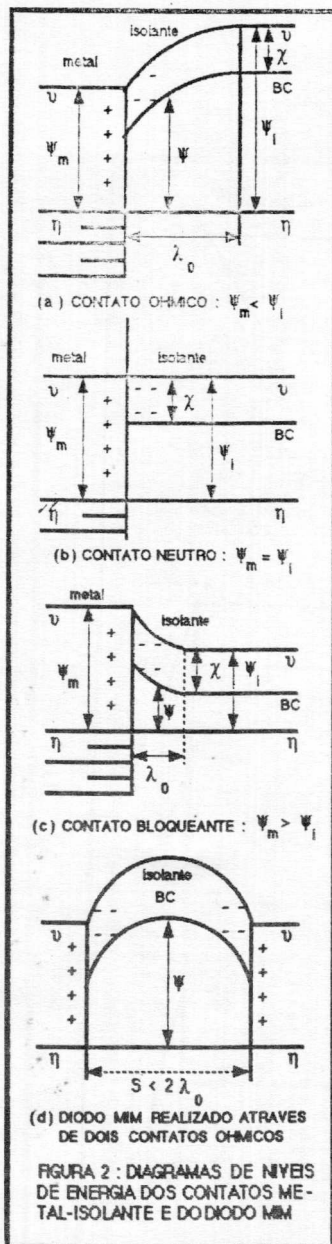 isolante
metal
υ
υ
χ
BC
Ψm
Ψ
Ψi
η
η
λ0
(a) CONTATO OHMICO : Ψm < Ψi
metal isolante
υ
υ
χ
BC
Ψm
Ψi
η
η
(b) CONTATO NEUTRO : Ψm = Ψi
υ
isolante
Ψm
χ
Ψi
υ
Ψ
BC
η
η
λ0
(c) CONTATO BLOQUEANTE : Ψm > Ψi
isolante
BC
υ
υ
Ψ
η
η
S < 2 λ0
(d) DIODO MIM REALIZADO ATRAVES
DE DOIS CONTATOS OHMICOS
FIGURA 2 : DIAGRAMAS DE NIVEIS
DE ENERGIA DOS CONTATOS ME-
TAL-ISOLANTE E DO DIODO MIM